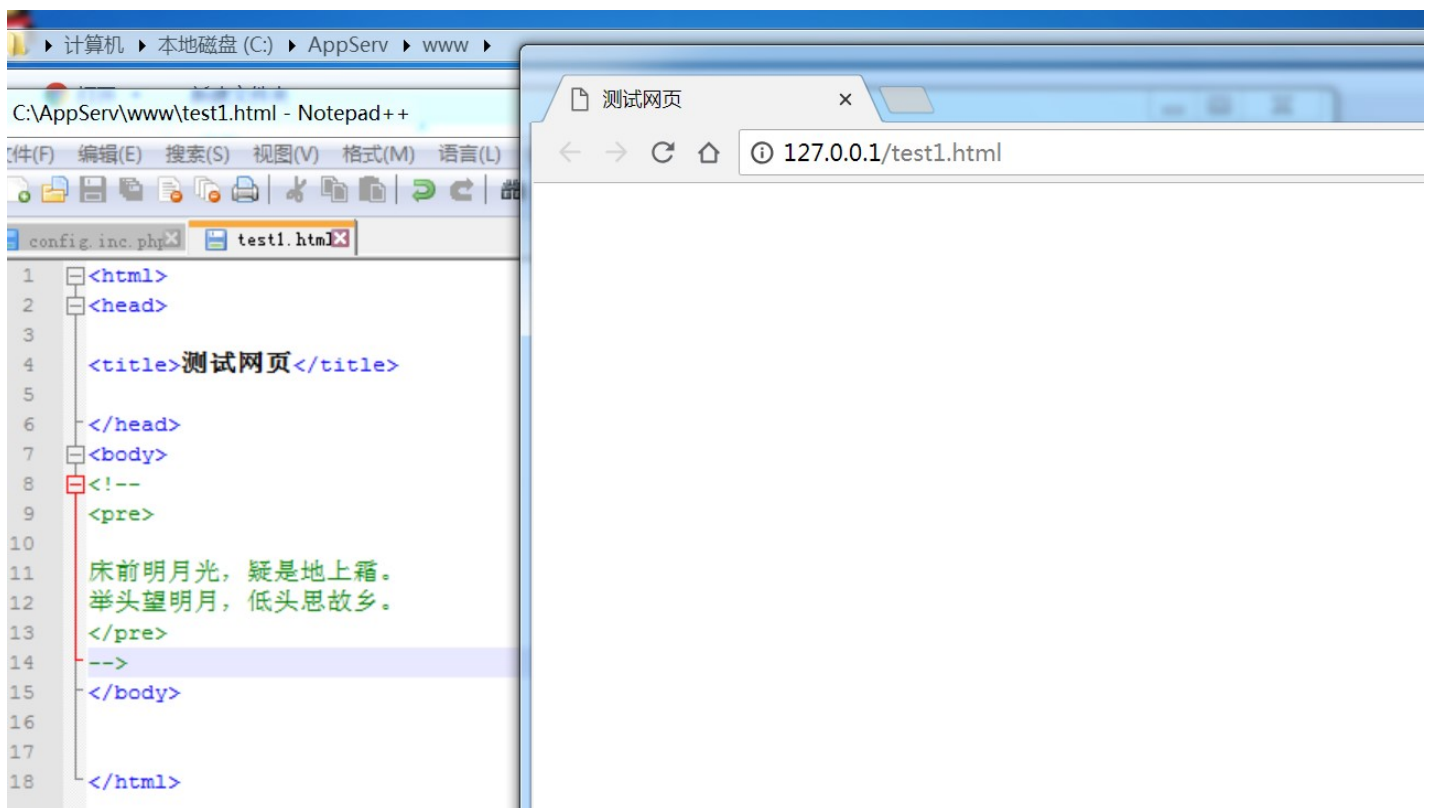 计算机 本地磁盘 (C:) AppServ www
C:\AppServ\www\test1.html - Notepad++
件(F) 编辑(E) 搜索(S) 视图(V) 格式(M) 语言(L)
config.inc.php test1.html
1 <html>
2 <head>
3
4 <title>测试网页</title>
5
6 </head>
7 <body>
8 <!--
9 <pre>
10
11 床前明月光，疑是地上霜。
12 举头望明月，低头思故乡。
13 </pre>
14 -->
15 </body>
16
17
18 </html>
测试网页
127.0.0.1/test1.html